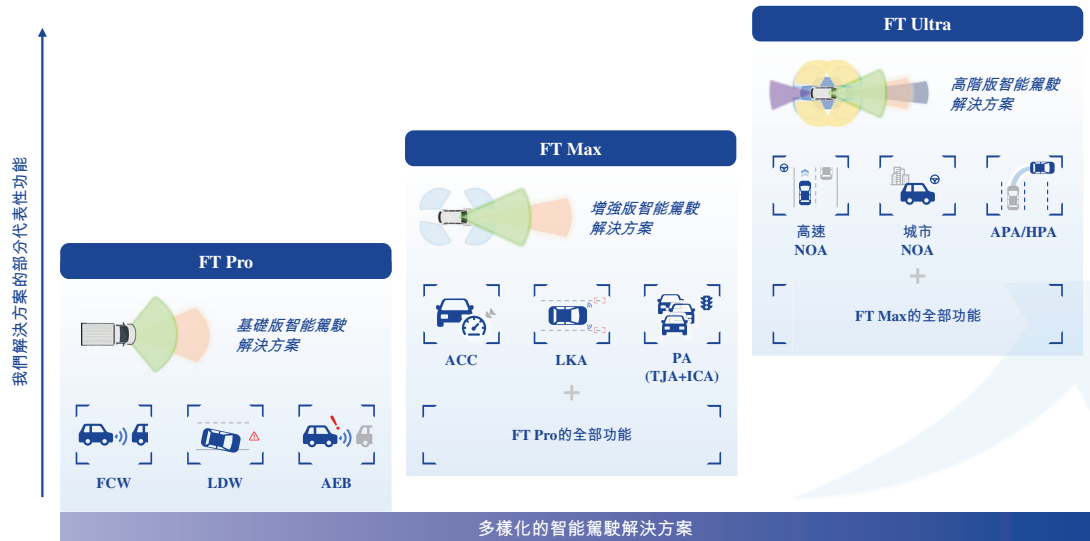 我們解決方案的部分代表性功能
FT Pro
基礎版智能駕駛
解決方案
FCW
LDW
AEB
FT Max
增強版智能駕駛
解決方案
ACC
LKA
PA
(TJA+ICA)
+
FT Pro的全部功能
FT Ultra
高階版智能駕駛
解決方案
高速
NOA
城市
NOA
APA/HPA
+
FT Max的全部功能
多樣化的智能駕駛解決方案